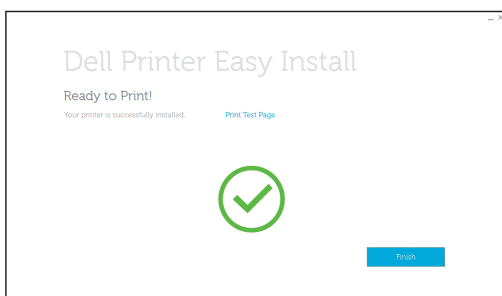 Dell Printer Easy Install
Ready to Print!
Your printer is successfully installed. Print Test Page
Finish